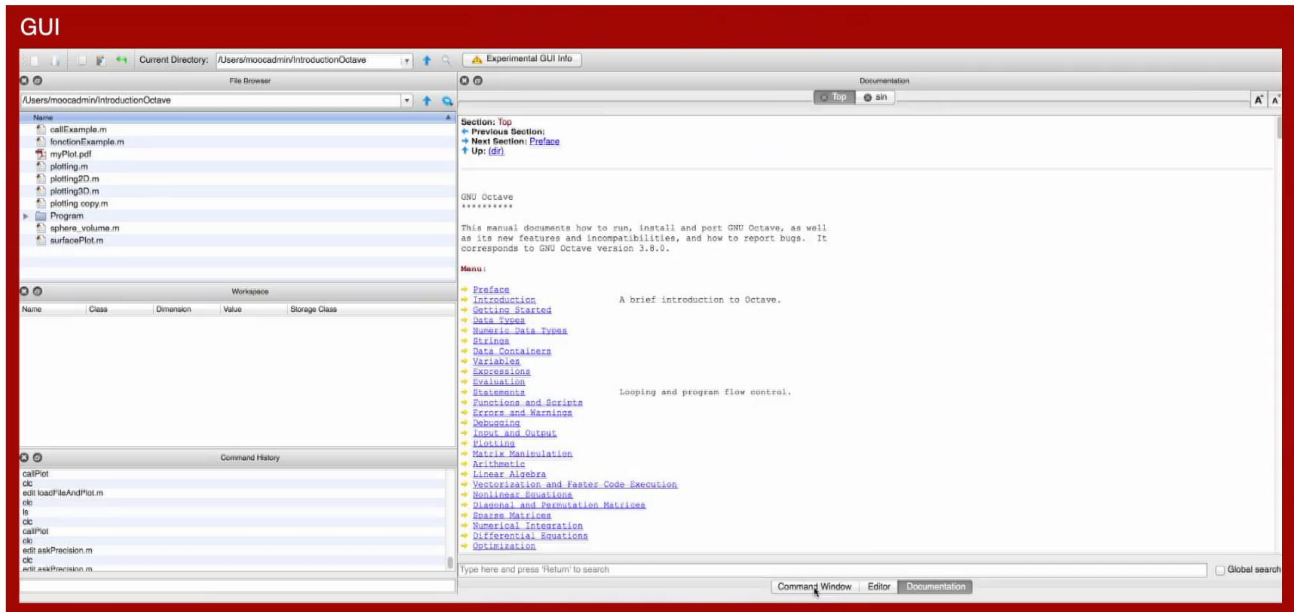 GUI
Current Directory: /Users/moocadmin/IntroductionOctave Experimental GUI Info
File Browser
/Users/moocadmin/IntroductionOctave
Name
callExample.m
fonctionExample.m
myPlot.pdf
plotting.m
plotting2D.m
plotting3D.m
plotting copy.m
Program
sphere_volume.m
surfacePlot.m
Workspace
Name Class Dimension Value Storage Class
Command History
callPlot
clc
edit loadFileAndPlot.m
clc
ls
clc
callPlot
clc
edit askPrecision.m
clc
edit askPrecision.m
Documentation
Top sin
A A
Section: Top
Previous Section:
Next Section: Preface
Up: (dir)
GNU Octave
**********
This manual documents how to run, install and port GNU Octave, as well
as its new features and incompatibilities, and how to report bugs. It
corresponds to GNU Octave version 3.8.0.
Menu:
Preface
Introduction A brief introduction to Octave.
Getting Started
Data Types
Numeric Data Types
Strings
Data Containers
Variables
Expressions
Evaluation
Statements Looping and program flow control.
Functions and Scripts
Errors and Warnings
Debugging
Input and Output
Plotting
Matrix Manipulation
Arithmetic
Linear Algebra
Vectorization and Faster Code Execution
Nonlinear Equations
Diagonal and Permutation Matrices
Sparse Matrices
Numerical Integration
Differential Equations
Optimization
Type here and press 'Return' to search Global search
Command Window Editor Documentation